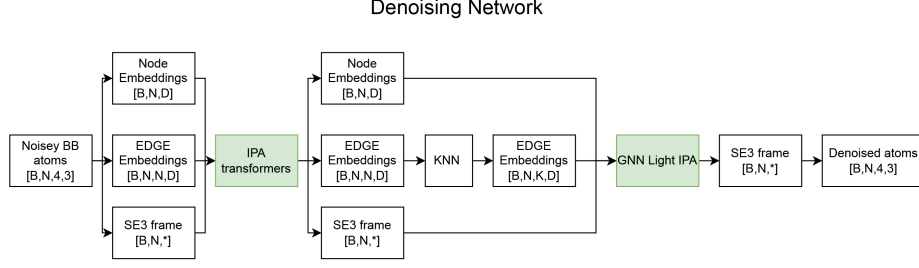 Denoising Network
Noisey BB
atoms
[B,N,4,3]
Node
Embeddings
[B,N,D]
EDGE
Embeddings
[B,N,N,D]
SE3 frame
[B,N,*]
IPA
transformers
Node
Embeddings
[B,N,D]
EDGE
Embeddings
[B,N,N,D]
SE3 frame
[B,N,*]
KNN
EDGE
Embeddings
[B,N,K,D]
GNN Light IPA
SE3 frame
[B,N,*]
Denoised atoms
[B,N,4,3]